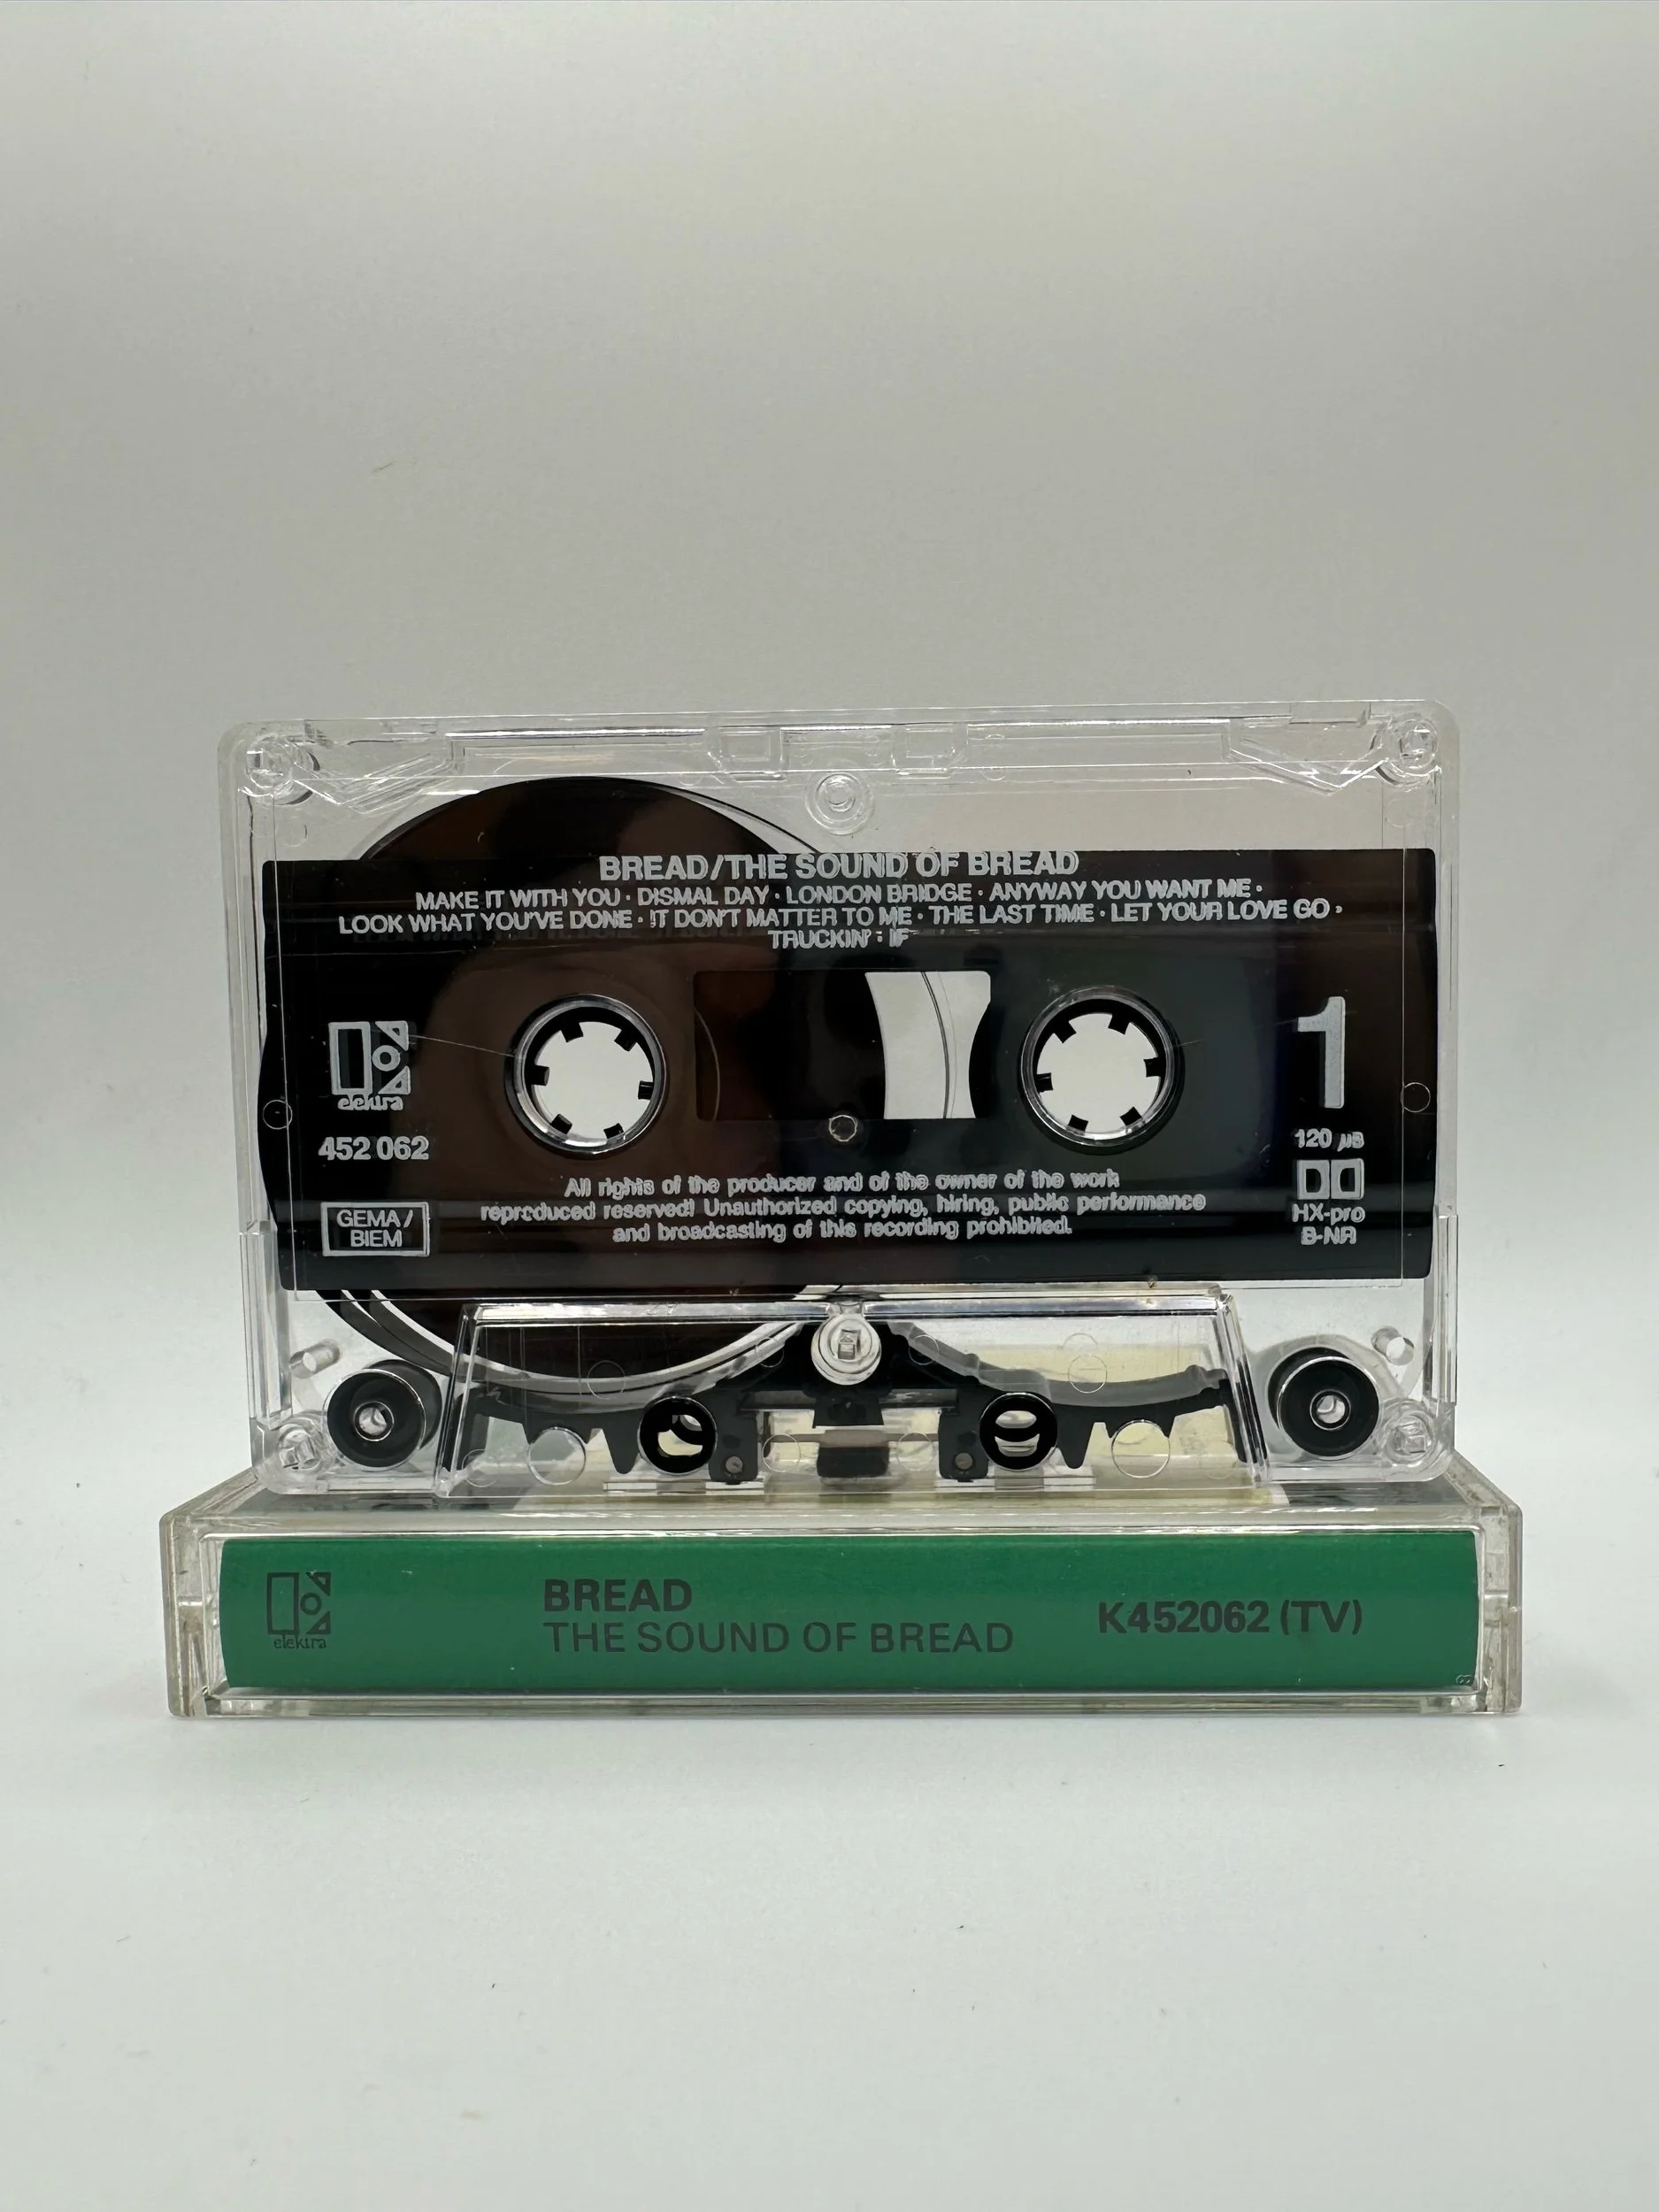 BREAD/THE SOUND OF BREAD
MAKE IT WITH YOU · DISMAL DAY · LONDON BRIDGE · ANYWAY YOU WANT ME ·
LOOK WHAT YOU'VE DONE · IT DON'T MATTER TO ME · THE LAST TIME · LET YOUR LOVE GO ·
TRUCKIN' · IF
elektra
452 062
GEMA/
BIEM
1
120 µs
HX-pro
B-NR
All rights of the producer and of the owner of the work
reproduced reserved! Unauthorized copying, hiring, public performance
and broadcasting of this recording prohibited.
elektra
BREAD
THE SOUND OF BREAD
K452062 (TV)